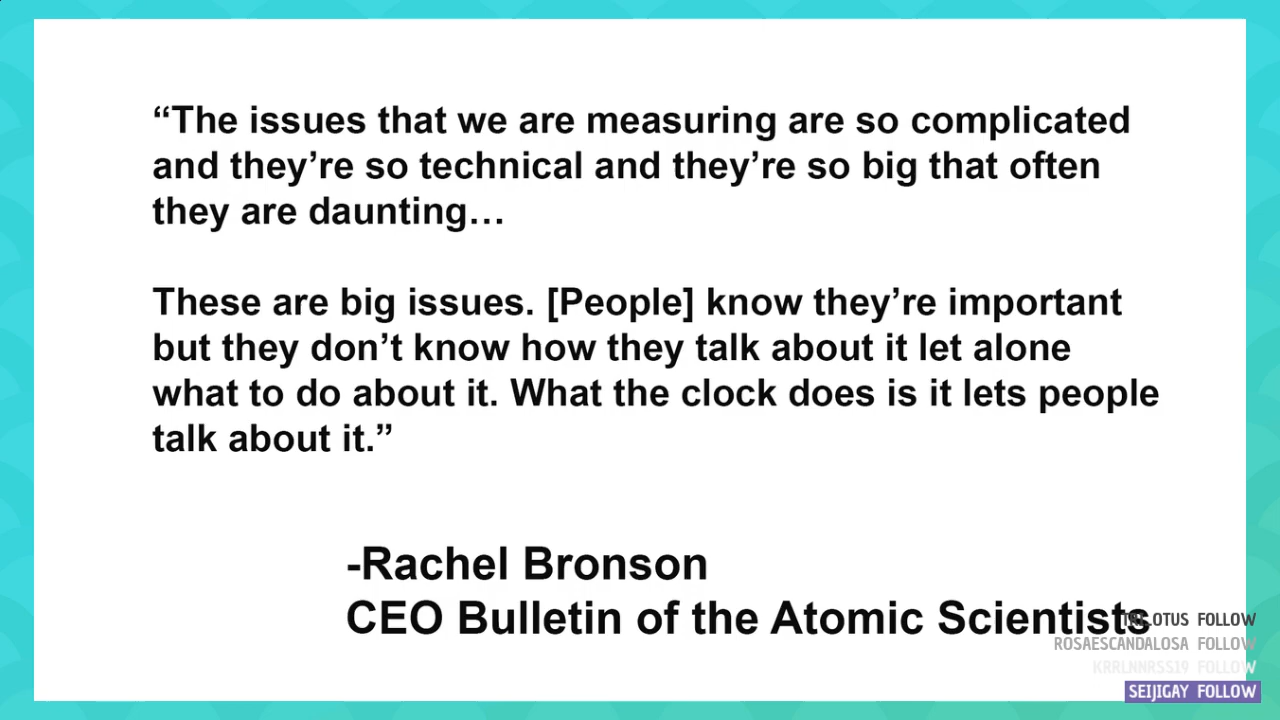 “The issues that we are measuring are so complicated
and they’re so technical and they’re so big that often
they are daunting…
These are big issues. [People] know they’re important
but they don’t know how they talk about it let alone
what to do about it. What the clock does is it lets people
talk about it.”
-Rachel Bronson
CEO Bulletin of the Atomic Scientists
FOLLOW
ROSAESCANDALOSA FOLLOW
KRRLNNRSS19 FOLLOW
SEIJIGAY FOLLOW